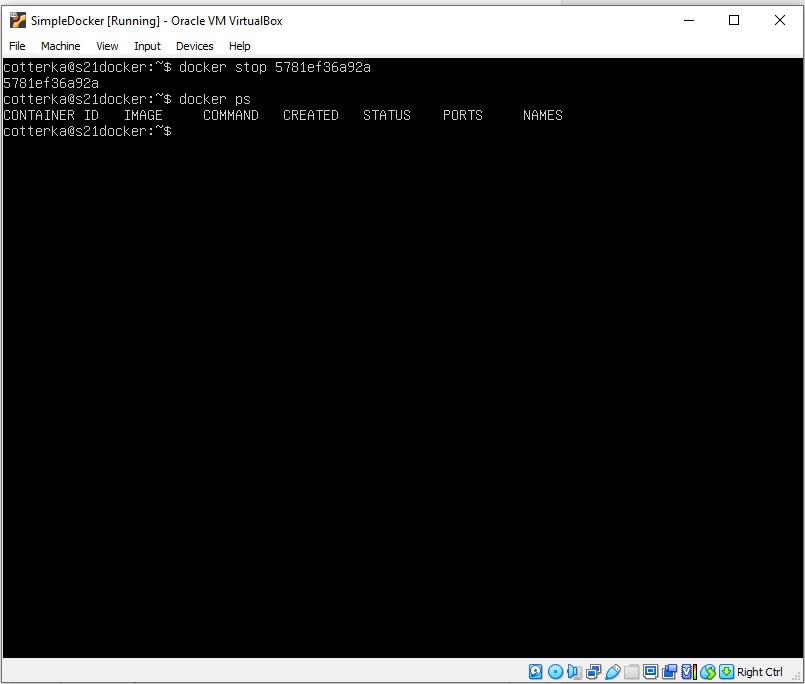 SimpleDocker [Running] - Oracle VM VirtualBox
File Machine View Input Devices Help
cotterka@s21docker:~$ docker stop 5781ef36a92a
5781ef36a92a
cotterka@s21docker:~$ docker ps
CONTAINER ID   IMAGE     COMMAND   CREATED   STATUS    PORTS     NAMES
cotterka@s21docker:~$
Right Ctrl